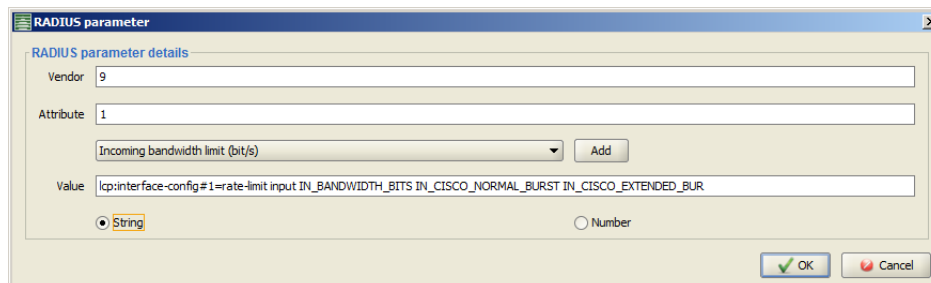 RADIUS parameter
RADIUS parameter details
Vendor 9
Attribute 1
Incoming bandwidth limit (bit/s) Add
Value lcp:interface-config#1=rate-limit input IN_BANDWIDTH_BITS IN_CISCO_NORMAL_BURST IN_CISCO_EXTENDED_BUR
String Number
OK Cancel